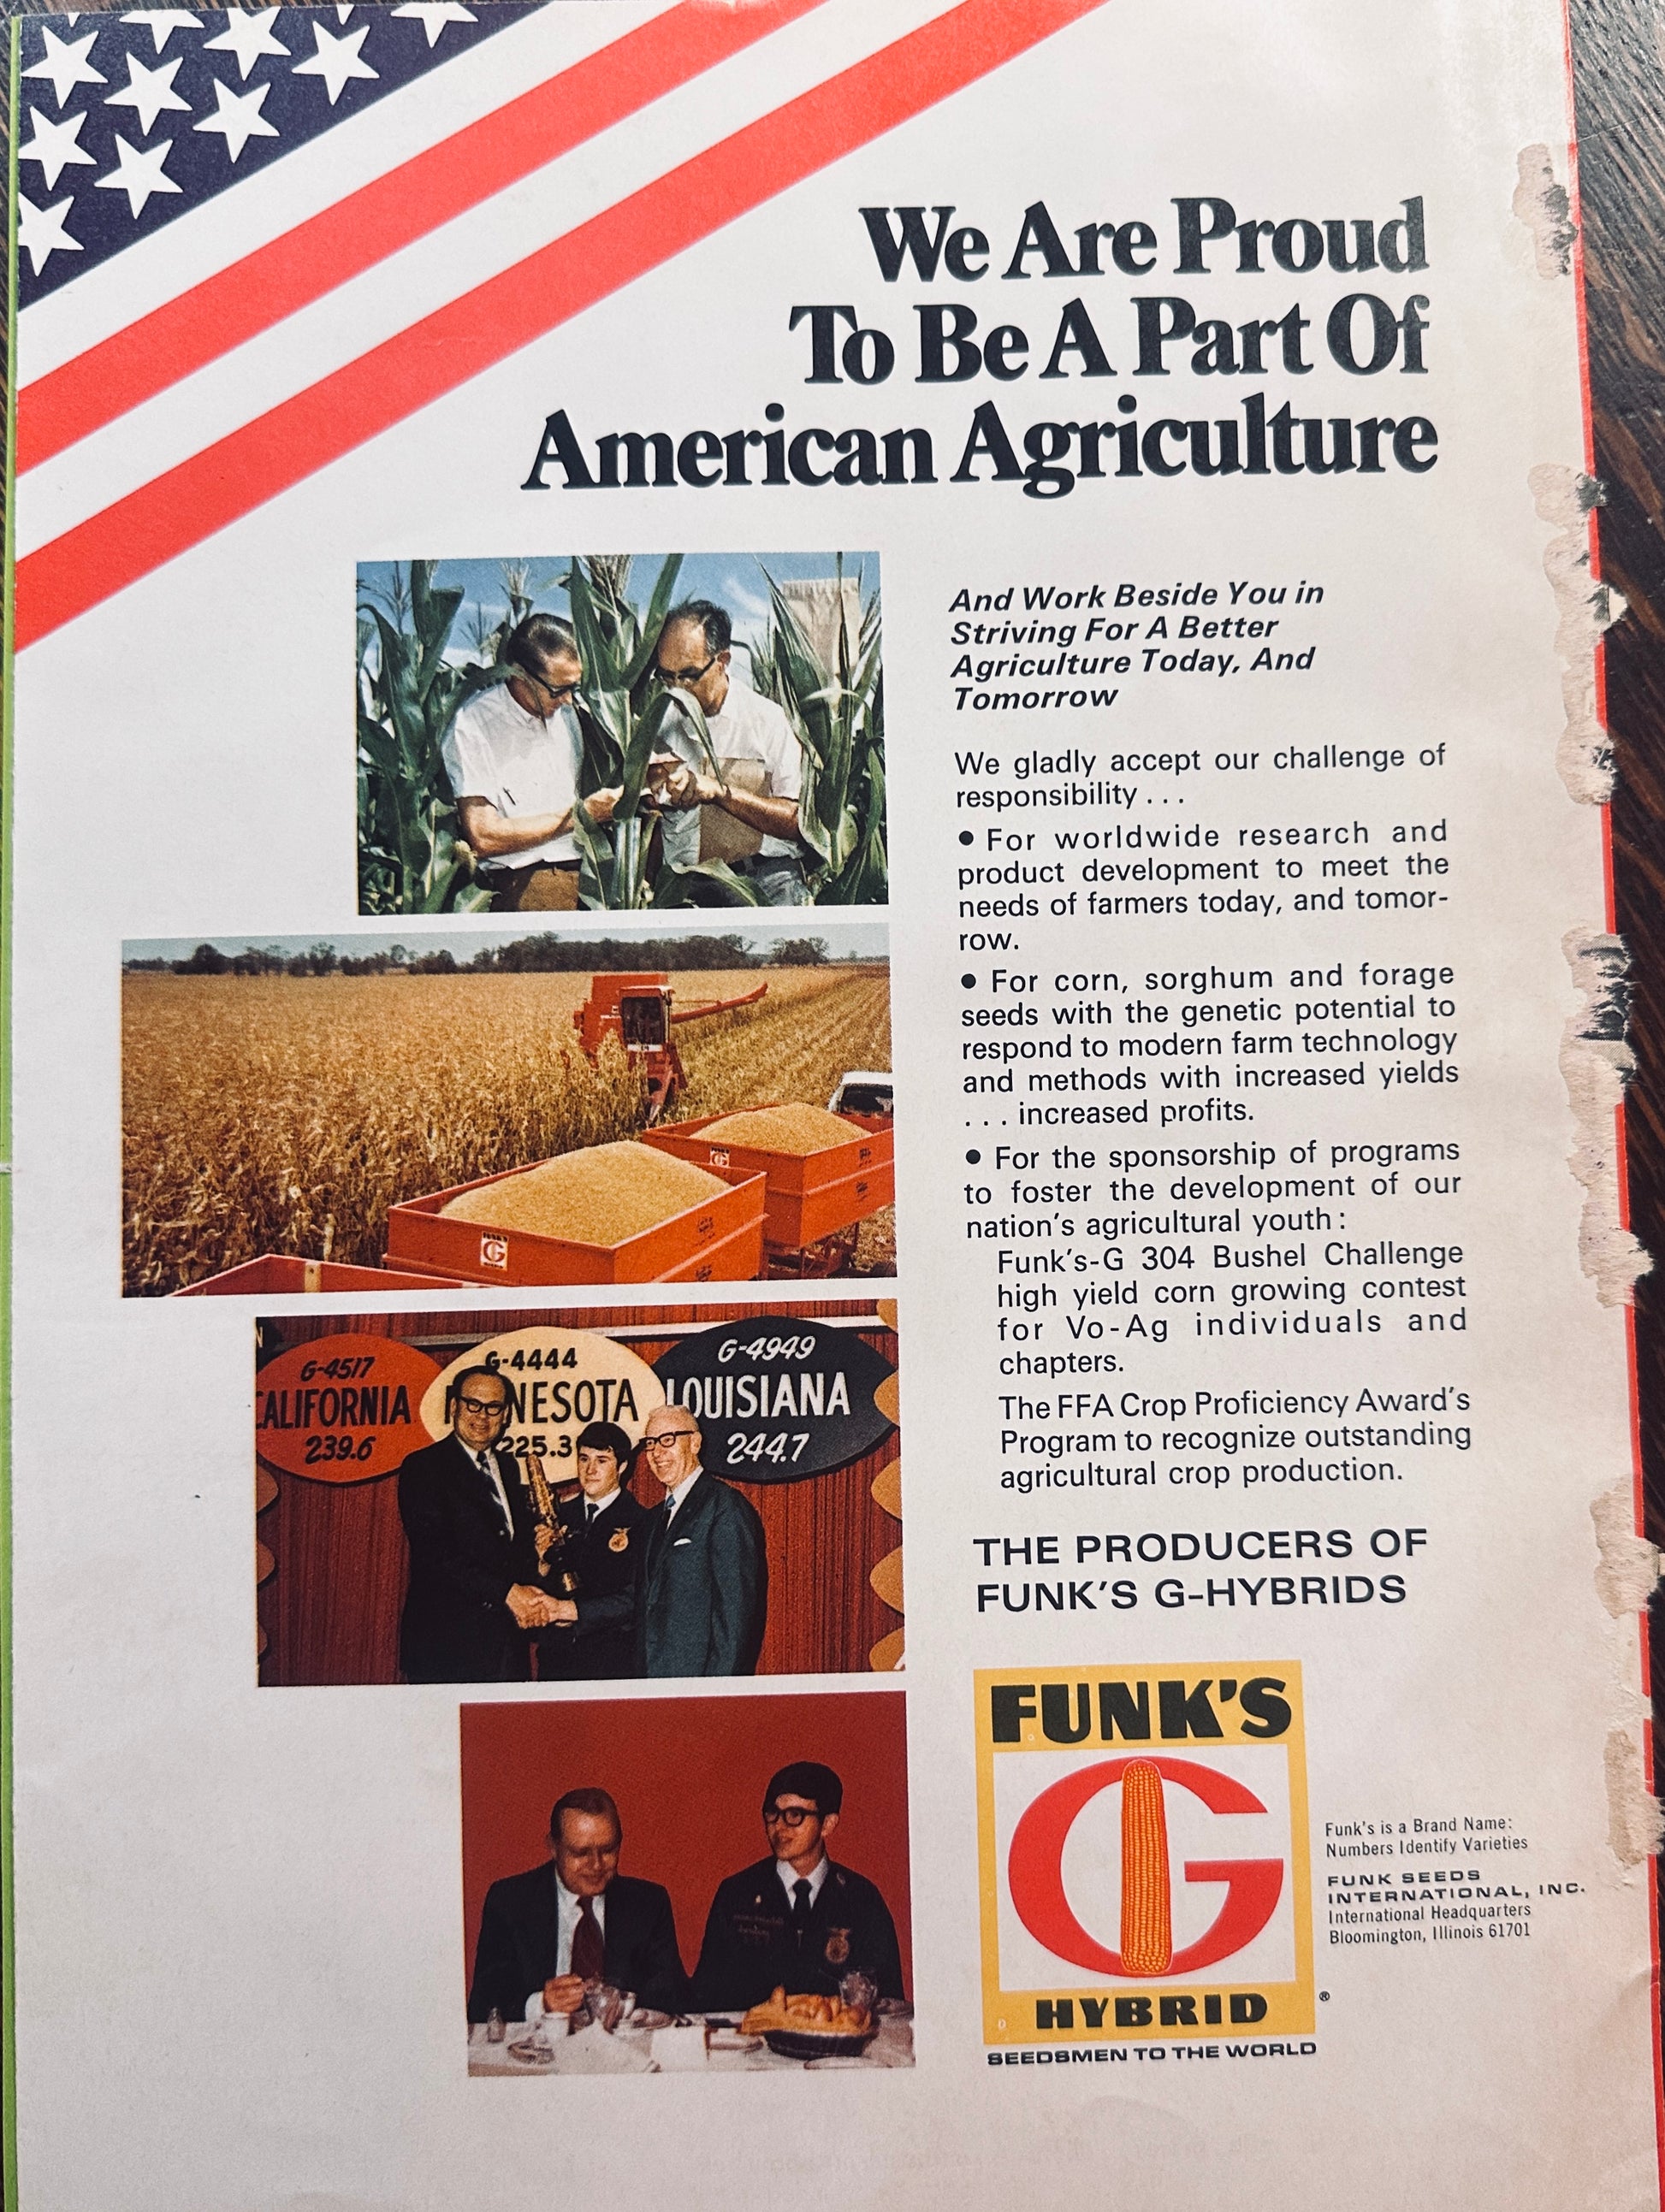 We Are Proud
To Be A Part Of
American Agriculture
And Work Beside You in
Striving For A Better
Agriculture Today, And
Tomorrow
We gladly accept our challenge of
responsibility . . .
• For worldwide research and
product development to meet the
needs of farmers today, and tomor-
row.
• For corn, sorghum and forage
seeds with the genetic potential to
respond to modern farm technology
and methods with increased yields
. . . increased profits.
• For the sponsorship of programs
to foster the development of our
nation's agricultural youth :
Funk's-G 304 Bushel Challenge
high yield corn growing contest
for Vo-Ag individuals and
chapters.
The FFA Crop Proficiency Award's
Program to recognize outstanding
agricultural crop production.
THE PRODUCERS OF
FUNK'S G-HYBRIDS
FUNK'S
G
G
G-4517
CALIFORNIA
239.6
G-4444
NESOTA
225.3
G-4949
LOUISIANA
244.7
FUNK'S
G
HYBRID
®
SEEDSMEN TO THE WORLD
Funk's is a Brand Name:
Numbers Identify Varieties
FUNK SEEDS
INTERNATIONAL, INC.
International Headquarters
Bloomington, Illinois 61701